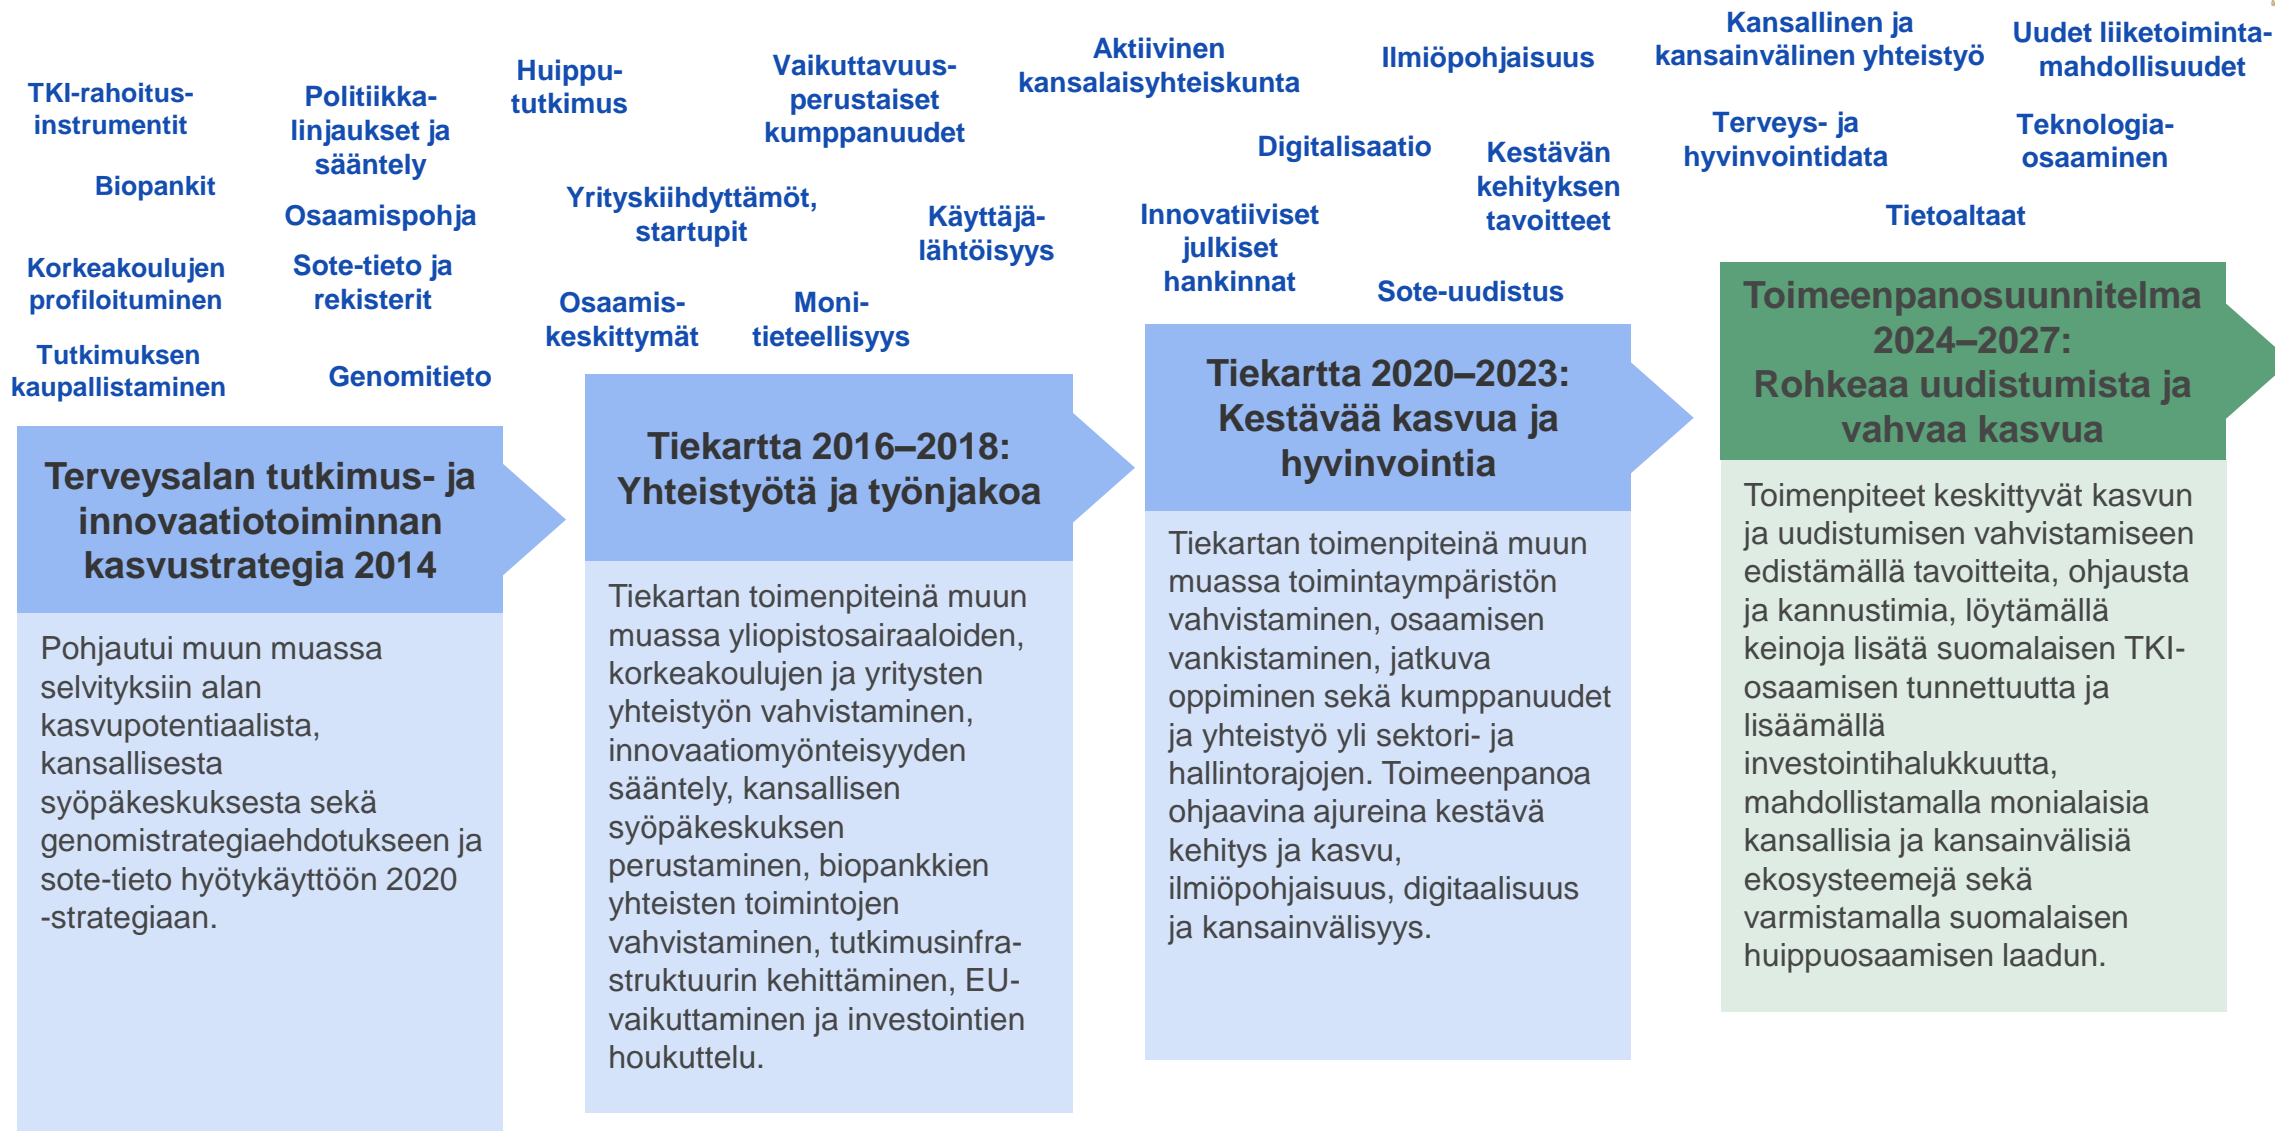 TKI-rahoitus-
instrumentit
Politiikka-
linjaukset ja
sääntely
Biopankit
Osaamispohja
Korkeakoulujen
profiloituminen
Sote-tieto ja
rekisterit
Tutkimuksen
kaupallistaminen
Genomitieto
Huippu-
tutkimus
Vaikuttavuus-
perustaiset
kumppanuudet
Yrityskiihdyttämöt,
startupit
Käyttäjä-
lähtöisyys
Osaamis-
keskittymät
Moni-
tieteellisyys
Aktiivinen
kansalaisyhteiskunta
Ilmiöpohjaisuus
Digitalisaatio
Kestävän
kehityksen
tavoitteet
Innovatiiviset
julkiset
hankinnat
Sote-uudistus
Kansallinen ja
kansainvälinen yhteistyö
Uudet liiketoiminta-
mahdollisuudet
Terveys- ja
hyvinvointidata
Teknologia-
osaaminen
Tietoaltaat
Terveysalan tutkimus- ja
innovaatiotoiminnan
kasvustrategia 2014
Pohjautui muun muassa
selvityksiin alan
kasvupotentiaalista,
kansallisesta
syöpäkeskuksesta sekä
genomistrategiaehdotukseen ja
sote-tieto hyötykäyttöön 2020
-strategiaan.
Tiekartta 2016–2018:
Yhteistyötä ja työnjakoa
Tiekartan toimenpiteinä muun
muassa yliopistosairaaloiden,
korkeakoulujen ja yritysten
yhteistyön vahvistaminen,
innovaatiomyönteisyyden
sääntely, kansallisen
syöpäkeskuksen
perustaminen, biopankkien
yhteisten toimintojen
vahvistaminen, tutkimusinfra-
struktuurin kehittäminen, EU-
vaikuttaminen ja investointien
houkuttelu.
Tiekartta 2020–2023:
Kestävää kasvua ja
hyvinvointia
Tiekartan toimenpiteinä muun
muassa toimintaympäristön
vahvistaminen, osaamisen
vankistaminen, jatkuva
oppiminen sekä kumppanuudet
ja yhteistyö yli sektori- ja
hallintorajojen. Toimeenpanoa
ohjaavina ajureina kestävä
kehitys ja kasvu,
ilmiöpohjaisuus, digitaalisuus
ja kansainvälisyys.
Toimeenpanosuunnitelma
2024–2027:
Rohkeaa uudistumista ja
vahvaa kasvua
Toimenpiteet keskittyvät kasvun
ja uudistumisen vahvistamiseen
edistämällä tavoitteita, ohjausta
ja kannustimia, löytämällä
keinoja lisätä suomalaisen TKI-
osaamisen tunnettuutta ja
lisäämällä
investointihalukkuutta,
mahdollistamalla monialaisia
kansallisia ja kansainvälisiä
ekosysteemejä sekä
varmistamalla suomalaisen
huippuosaamisen laadun.